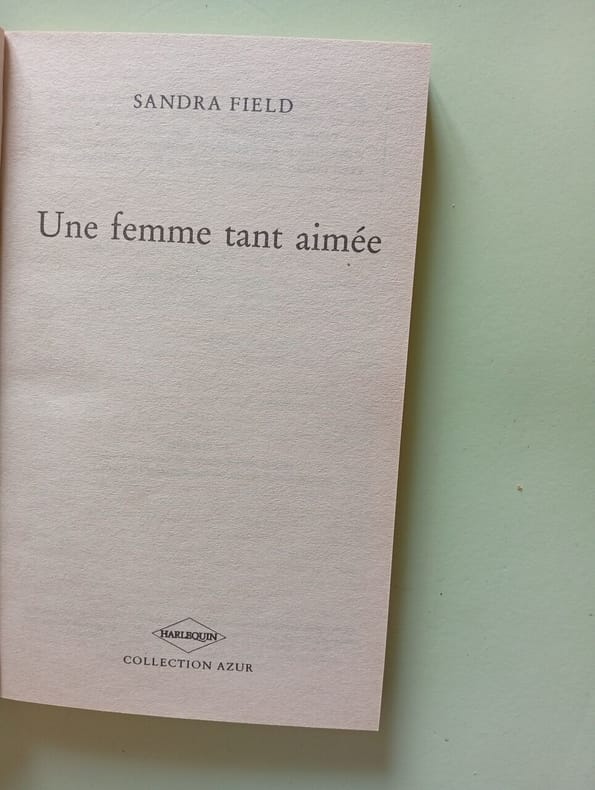 SANDRA FIELD
Une femme tant aimée
HARLEQUIN
COLLECTION AZUR